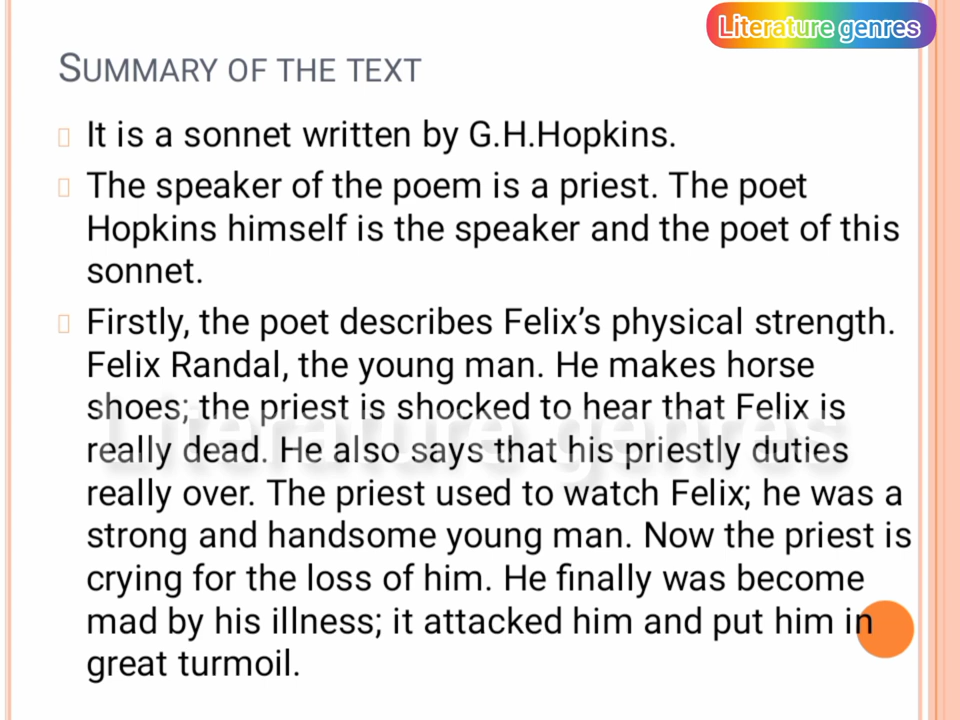 Literature genres
SUMMARY OF THE TEXT
It is a sonnet written by G.H.Hopkins.
The speaker of the poem is a priest. The poet
Hopkins himself is the speaker and the poet of this
sonnet.
Firstly, the poet describes Felix’s physical strength.
Felix Randal, the young man. He makes horse
shoes; the priest is shocked to hear that Felix is
Literature genres
really dead. He also says that his priestly duties
really over. The priest used to watch Felix; he was a
strong and handsome young man. Now the priest is
crying for the loss of him. He finally was become
mad by his illness; it attacked him and put him in
great turmoil.